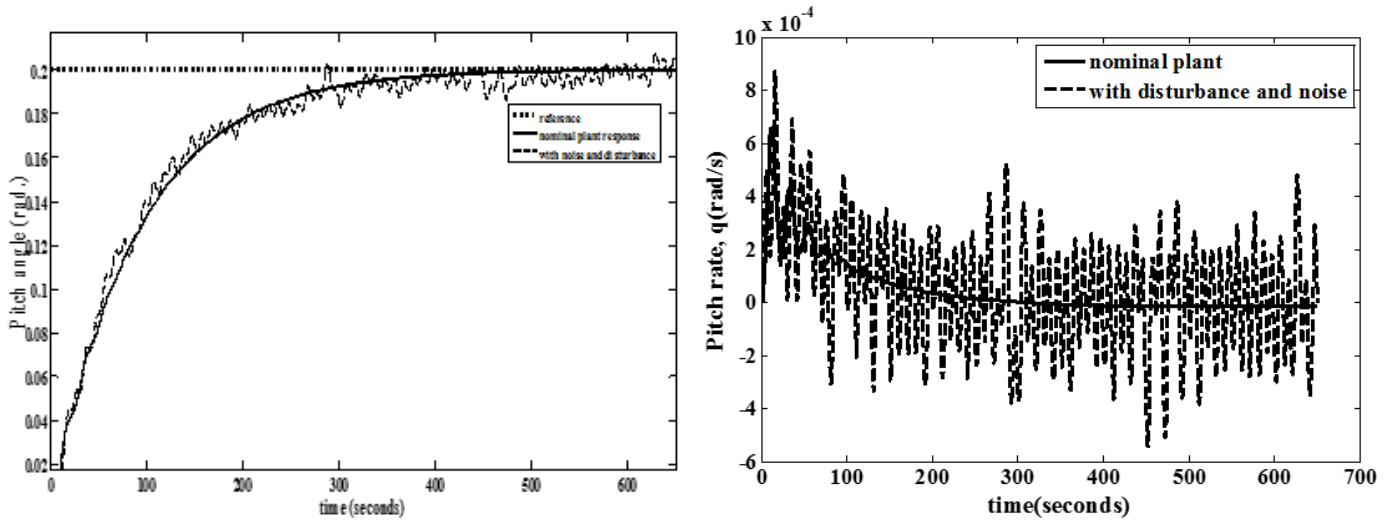 0.2
0.18
0.16
0.14
0.12
0.1
0.08
0.06
0.04
0.02
Pitch angle (rad.)
reference
nominal plant response
with noise and disturbance
0 100 200 300 400 500 600
time(seconds)
x 10⁻⁴
10
8
6
4
2
0
-2
-4
-6
Pitch rate, q(rad/s)
nominal plant
with disturbance and noise
0 100 200 300 400 500 600 700
time(seconds)